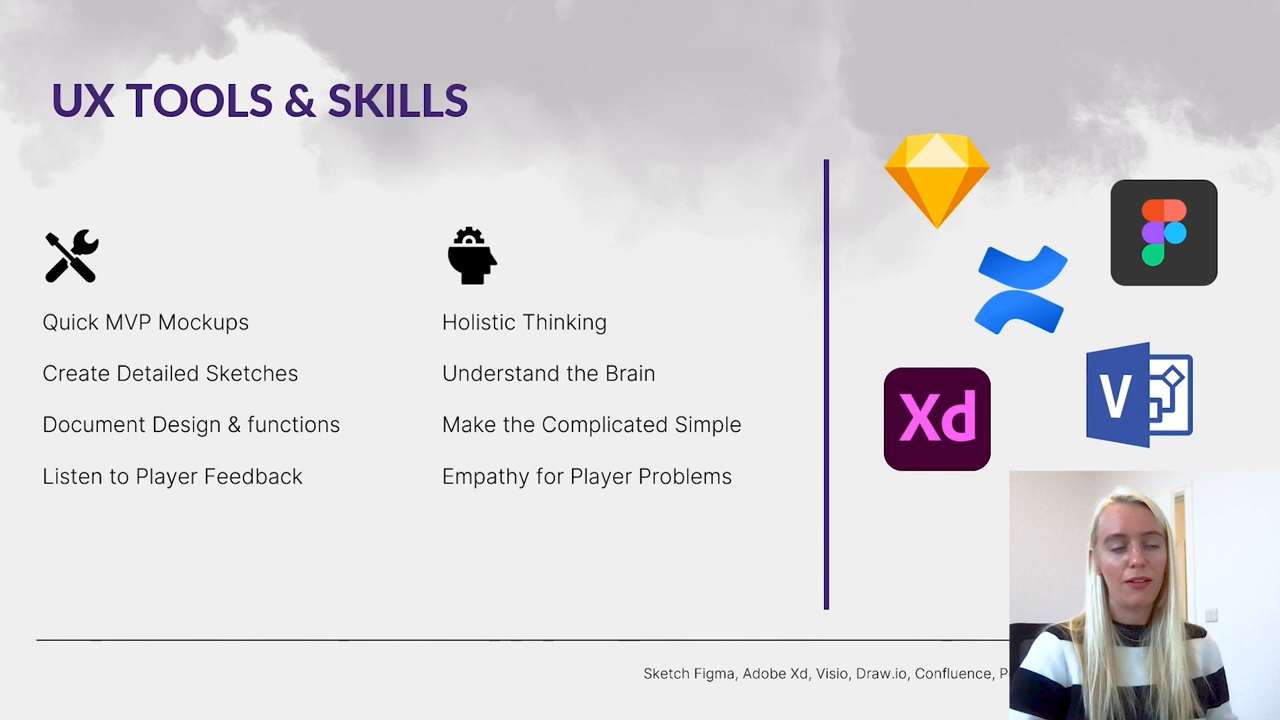 UX TOOLS & SKILLS
Quick MVP Mockups
Create Detailed Sketches
Document Design & functions
Listen to Player Feedback
Holistic Thinking
Understand the Brain
Make the Complicated Simple
Empathy for Player Problems
Xd
V
Sketch Figma, Adobe Xd, Visio, Draw.io, Confluence,